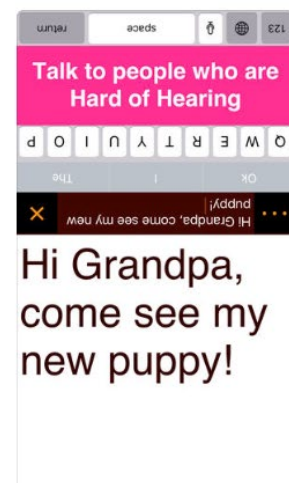 123 space return
Talk to people who are
Hard of Hearing
Q W E R T Y U I O P
Ok I The
Hi Grandpa, come see my new
puppy!
Hi Grandpa,
come see my
new puppy!